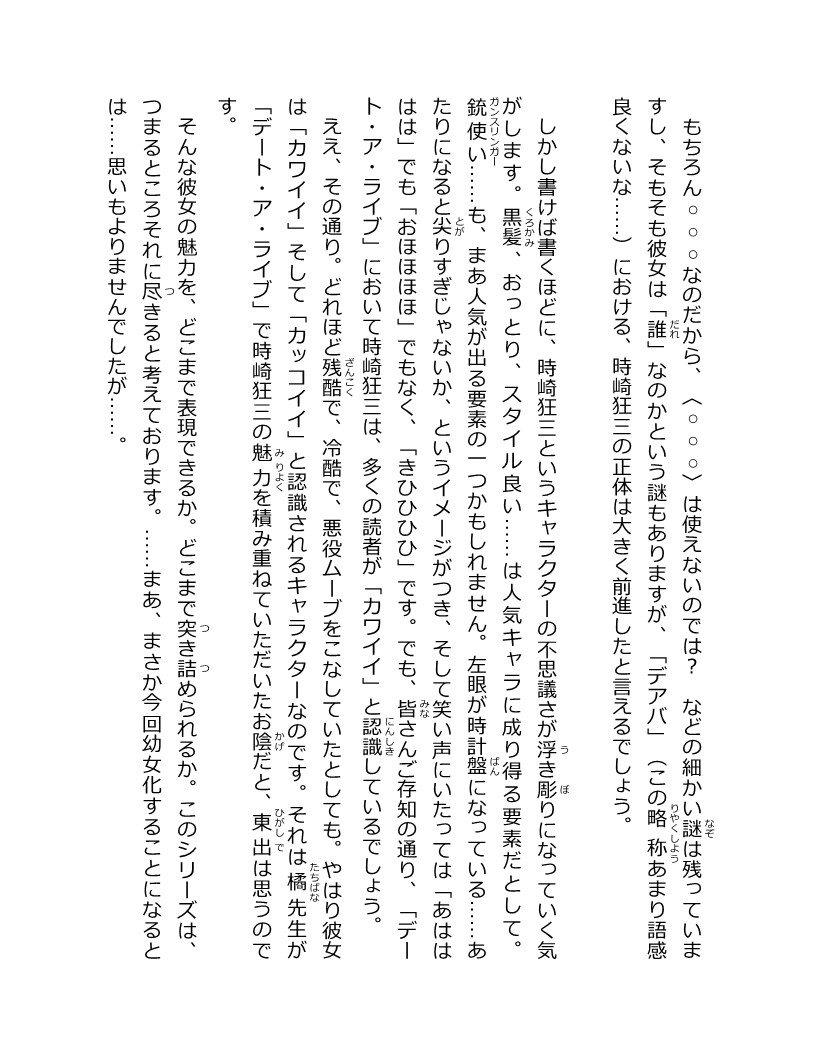 もちろん○○○なのだから、〈○○○〉は使えないのでは？　などの細かい謎は残っていま
すし、そもそも彼女は「誰」なのかという謎もありますが、「デアバ」（この略称あまり語感
良くないな……）における、時崎狂三の正体は大きく前進したと言えるでしょう。
　しかし書けば書くほどに、時崎狂三というキャラクターの不思議さが浮き彫りになっていく気
がします。黒髪、おっとり、スタイル良い……は人気キャラに成り得る要素だとして。
銃使い……も、まあ人気が出る要素の一つかもしれません。左眼が時計盤になっている……あ
たりになると尖りすぎじゃないか、というイメージがつき、そして笑い声にいたっては「あはは
はは」でも「おほほほほ」でもなく、「きひひひひ」です。でも、皆さんご存知の通り、「デー
ト・ア・ライブ」において時崎狂三は、多くの読者が「カワイイ」と認識しているでしょう。
　ええ、その通り。どれほど残酷で、冷酷で、悪役ムーブをこなしていたとしても。やはり彼女
は「カワイイ」そして「カッコイイ」と認識されるキャラクターなのです。それは橘先生が
「デート・ア・ライブ」で時崎狂三の魅力を積み重ねていただいたお陰だと、東出は思うので
す。
　そんな彼女の魅力を、どこまで表現できるか。どこまで突き詰められるか。このシリーズは、
つまるところそれに尽きると考えております。……まあ、まさか今回幼女化することになると
は……思いもよりませんでしたが……。